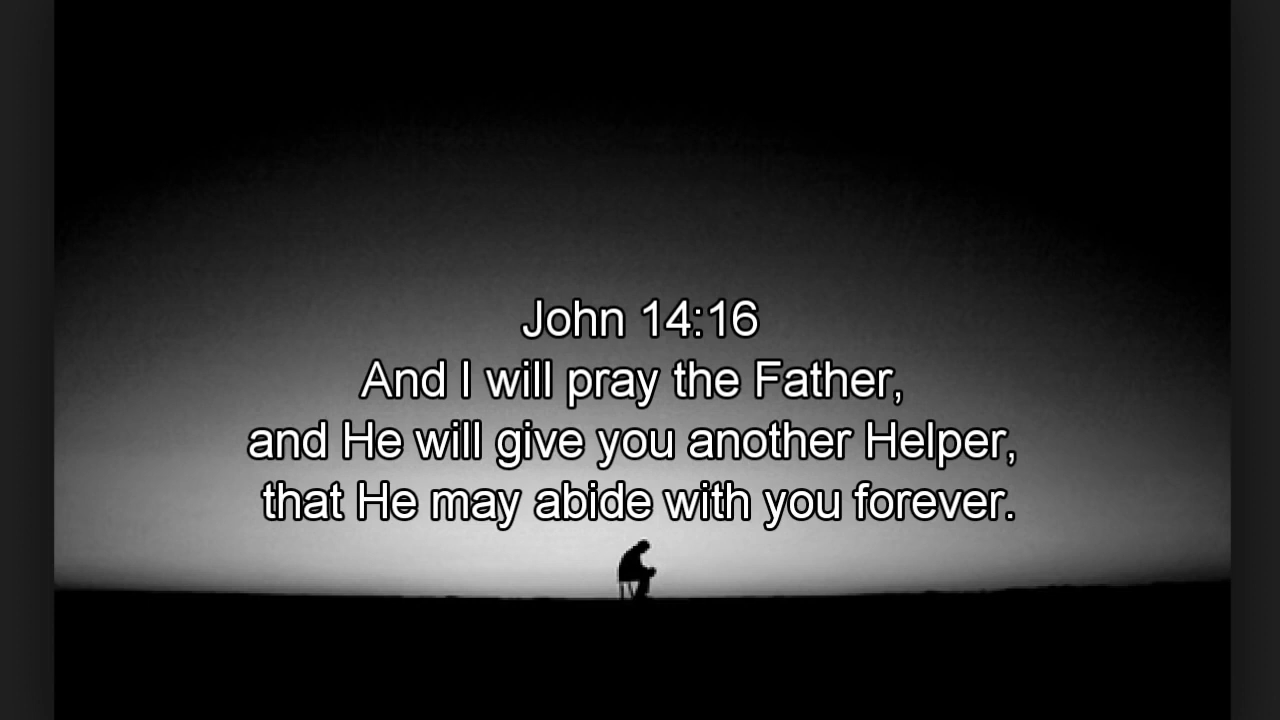 John 14:16
And I will pray the Father,
and He will give you another Helper,
that He may abide with you forever.